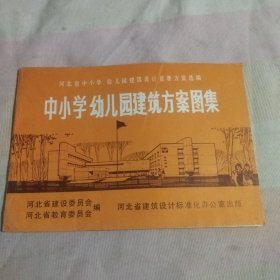 河北省中小学 幼儿园建筑设计竞赛方案选编
中小学幼儿园建筑方案图集
河北省建设委员会
河北省教育委员会
编
河北省建筑设计标准化办公室出版